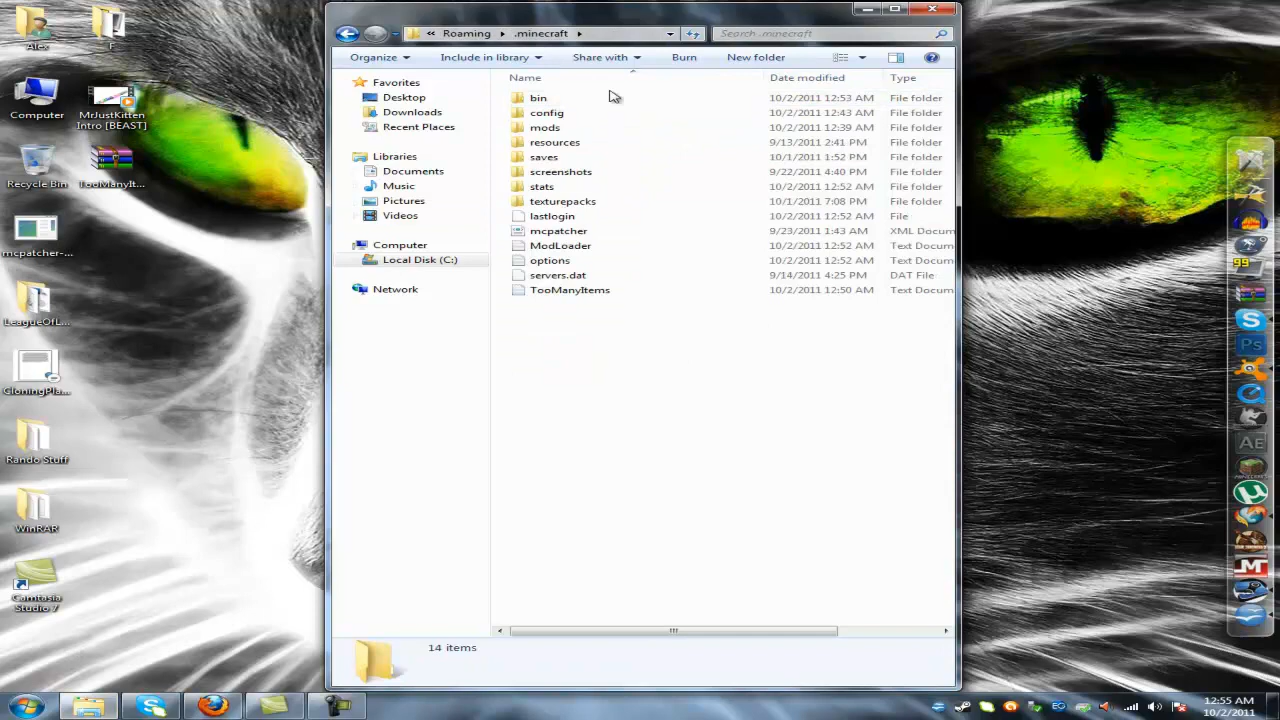 Roaming .minecraft
Search .minecraft
Organize Include in library Share with Burn New folder
Name Date modified Type
Favorites
Desktop
Downloads
Recent Places
Libraries
Documents
Music
Pictures
Videos
Computer
Local Disk (C:)
Network
bin 10/2/2011 12:53 AM File folder
config 10/2/2011 12:43 AM File folder
mods 10/2/2011 12:39 AM File folder
resources 9/13/2011 2:41 PM File folder
saves 10/1/2011 1:52 PM File folder
screenshots 9/22/2011 4:40 PM File folder
stats 10/2/2011 12:52 AM File folder
texturepacks 10/1/2011 7:08 PM File folder
lastlogin 10/2/2011 12:52 AM File
mcpatcher 9/23/2011 1:43 AM XML Docum
ModLoader 10/2/2011 12:52 AM Text Docum
options 10/2/2011 12:52 AM Text Docum
servers.dat 9/14/2011 4:25 PM DAT File
TooManyItems 10/2/2011 12:50 AM Text Docum
14 items
Alex
F
Computer
MrJustKitten
Intro [BEAST]
Recycle Bin
TooManyIt...
mcpatcher-...
LeagueOfL...
CloningPla...
Rando Stuff
WinRAR
Camtasia
Studio 7
99
Ps
AE
12:55 AM
10/2/2011